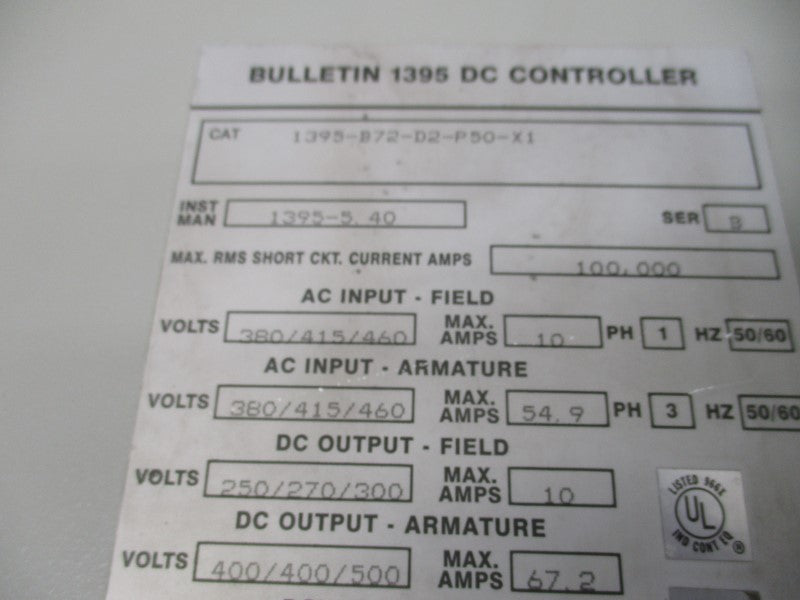 BULLETIN 1395 DC CONTROLLER
CAT 1395-B72-D2-P50-X1
INST MAN 1395-5.40 SER B
MAX. RMS SHORT CKT. CURRENT AMPS 100,000
AC INPUT - FIELD
VOLTS 380/415/460 MAX. AMPS 10 PH 1 HZ 50/60
AC INPUT - ARMATURE
VOLTS 380/415/460 MAX. AMPS 54.9 PH 3 HZ 50/60
DC OUTPUT - FIELD
VOLTS 250/270/300 MAX. AMPS 10
LISTED 966X
UL
IND CONT EQ ®
DC OUTPUT - ARMATURE
VOLTS 400/400/500 MAX. AMPS 67.2